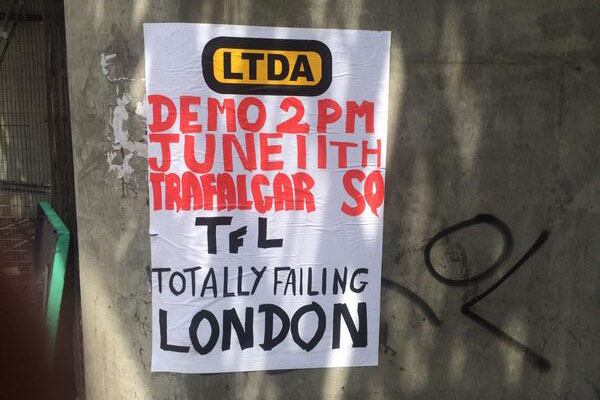 LTDA
DEMO 2 PM
JUNE 11TH
TRAFALGAR SQ
TFL
TOTALLY FAILING
LONDON